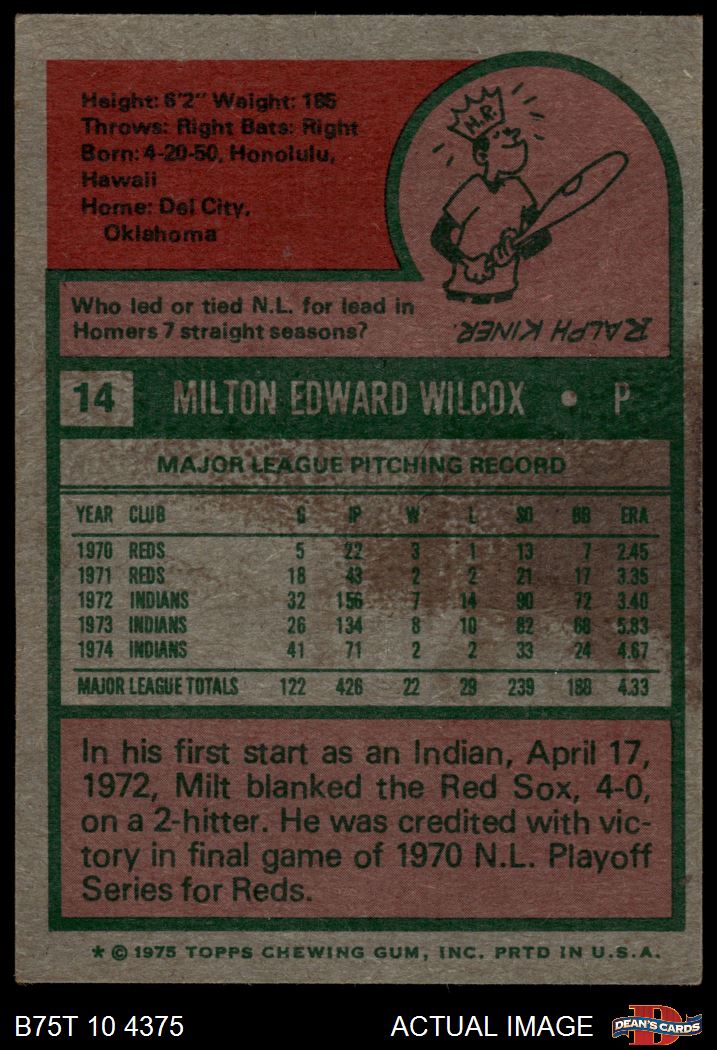 Height: 6'2" Weight: 185
Throws: Right Bats: Right
Born: 4-20-50, Honolulu,
Hawaii
Home: Del City,
Oklahoma
H.R.
Who led or tied N.L. for lead in
Homers 7 straight seasons?
RALPH KINER.
14 MILTON EDWARD WILCOX • P
MAJOR LEAGUE PITCHING RECORD
YEAR CLUB G IP W L SO BB ERA
1970 REDS 5 22 3 1 13 7 2.45
1971 REDS 18 43 2 2 21 17 3.35
1972 INDIANS 32 156 7 14 90 72 3.40
1973 INDIANS 26 134 8 10 82 68 5.83
1974 INDIANS 41 71 2 2 33 24 4.67
MAJOR LEAGUE TOTALS 122 426 22 29 239 188 4.33
In his first start as an Indian, April 17,
1972, Milt blanked the Red Sox, 4-0,
on a 2-hitter. He was credited with vic-
tory in final game of 1970 N.L. Playoff
Series for Reds.
* © 1975 TOPPS CHEWING GUM, INC. PRTD IN U.S.A.
B75T 10 4375 ACTUAL IMAGE D DEAN'S CARDS